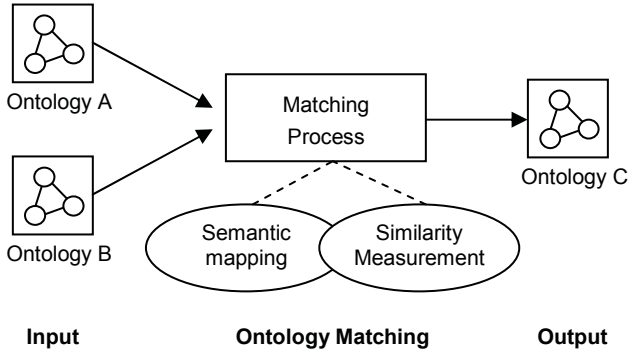 Ontology A
Matching
Process
Ontology C
Ontology B
Semantic
mapping
Similarity
Measurement
Input
Ontology Matching
Output